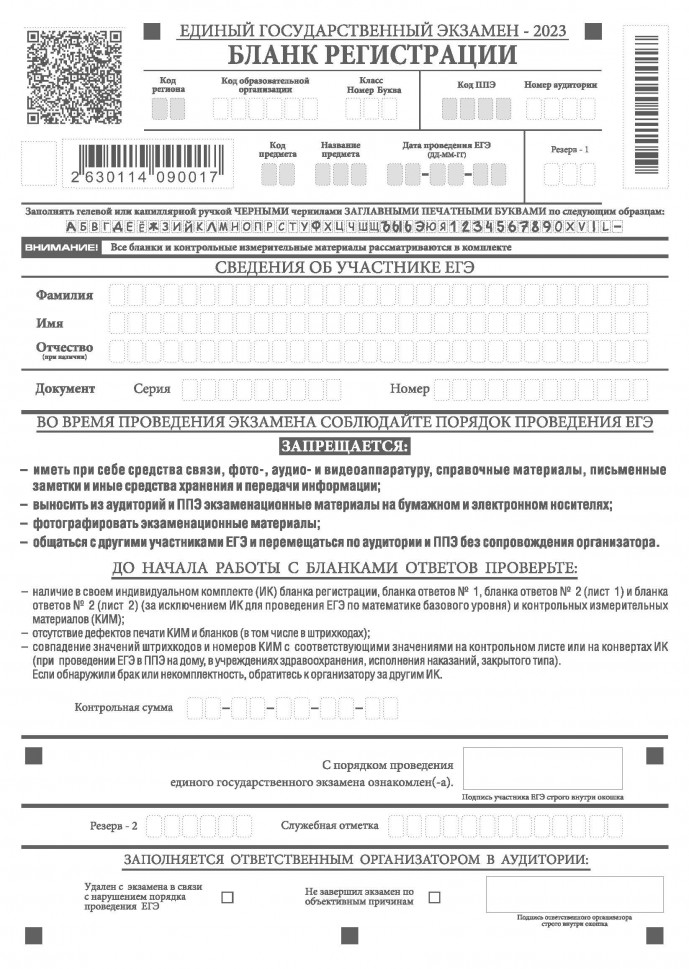 ЕДИНЫЙ ГОСУДАРСТВЕННЫЙ ЭКЗАМЕН - 2023
БЛАНК РЕГИСТРАЦИИ
Код региона
Код образовательной организации
Класс
Номер Буква
Код ППЭ
Номер аудитории
2 630114 090017
Код предмета
Название предмета
Дата проведения ЕГЭ
(ДД-ММ-ГГ)
Резерв - 1
Заполнять гелевой или капиллярной ручкой ЧЕРНЫМИ чернилами ЗАГЛАВНЫМИ ПЕЧАТНЫМИ БУКВАМИ по следующим образцам:
АБВГДЕЁЖЗИЙКЛМНОПРСТУФХЦЧШЩЪЫЬЭЮЯ1234567890XVIL-
ВНИМАНИЕ! Все бланки и контрольные измерительные материалы рассматриваются в комплекте
СВЕДЕНИЯ ОБ УЧАСТНИКЕ ЕГЭ
Фамилия
Имя
Отчество
(при наличии)
Документ Серия Номер
ВО ВРЕМЯ ПРОВЕДЕНИЯ ЭКЗАМЕНА СОБЛЮДАЙТЕ ПОРЯДОК ПРОВЕДЕНИЯ ЕГЭ
ЗАПРЕЩАЕТСЯ:
– иметь при себе средства связи, фото-, аудио- и видеоаппаратуру, справочные материалы, письменные
заметки и иные средства хранения и передачи информации;
– выносить из аудиторий и ППЭ экзаменационные материалы на бумажном и электронном носителях;
– фотографировать экзаменационные материалы;
– общаться с другими участниками ЕГЭ и перемещаться по аудитории и ППЭ без сопровождения организатора.
ДО НАЧАЛА РАБОТЫ С БЛАНКАМИ ОТВЕТОВ ПРОВЕРЬТЕ:
– наличие в своем индивидуальном комплекте (ИК) бланка регистрации, бланка ответов № 1, бланка ответов № 2 (лист 1) и бланка
ответов № 2 (лист 2) (за исключением ИК для проведения ЕГЭ по математике базового уровня) и контрольных измерительных
материалов (КИМ);
– отсутствие дефектов печати КИМ и бланков (в том числе в штрихкодах);
– совпадение значений штрихкодов и номеров КИМ с соответствующими значениями на контрольном листе или на конвертах ИК
(при проведении ЕГЭ в ППЭ на дому, в учреждениях здравоохранения, исполнения наказаний, закрытого типа).
Если обнаружили брак или некомплектность, обратитесь к организатору за другим ИК.
Контрольная сумма
С порядком проведения
единого государственного экзамена ознакомлен(-а).
Подпись участника ЕГЭ строго внутри окошка
Резерв - 2 Служебная отметка
ЗАПОЛНЯЕТСЯ ОТВЕТСТВЕННЫМ ОРГАНИЗАТОРОМ В АУДИТОРИИ:
Удален с экзамена в связи
с нарушением порядка
проведения ЕГЭ
Не завершил экзамен по
объективным причинам
Подпись ответственного организатора
строго внутри окошка